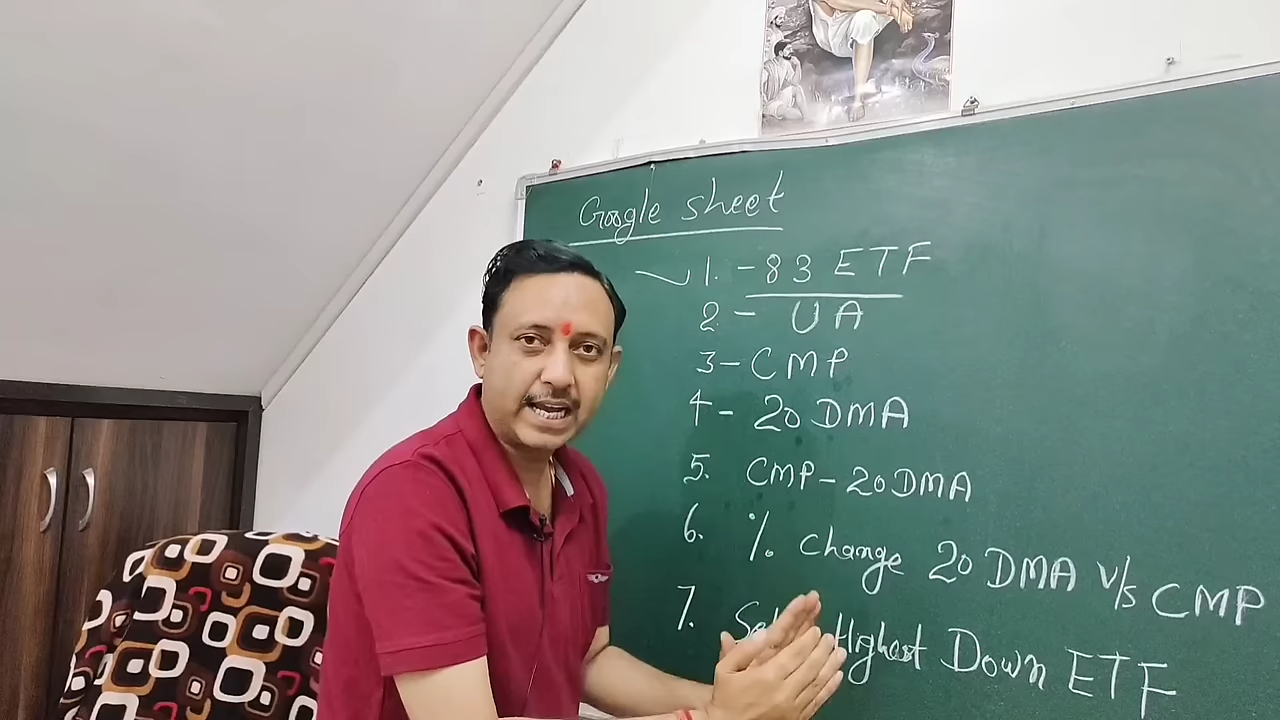 Google sheet
1. - 83 ETF
2 - UA
3 - CMP
4 - 20 DMA
5. CMP - 20 DMA
6. % change 20 DMA V/s CMP
7. Highest Down ETF